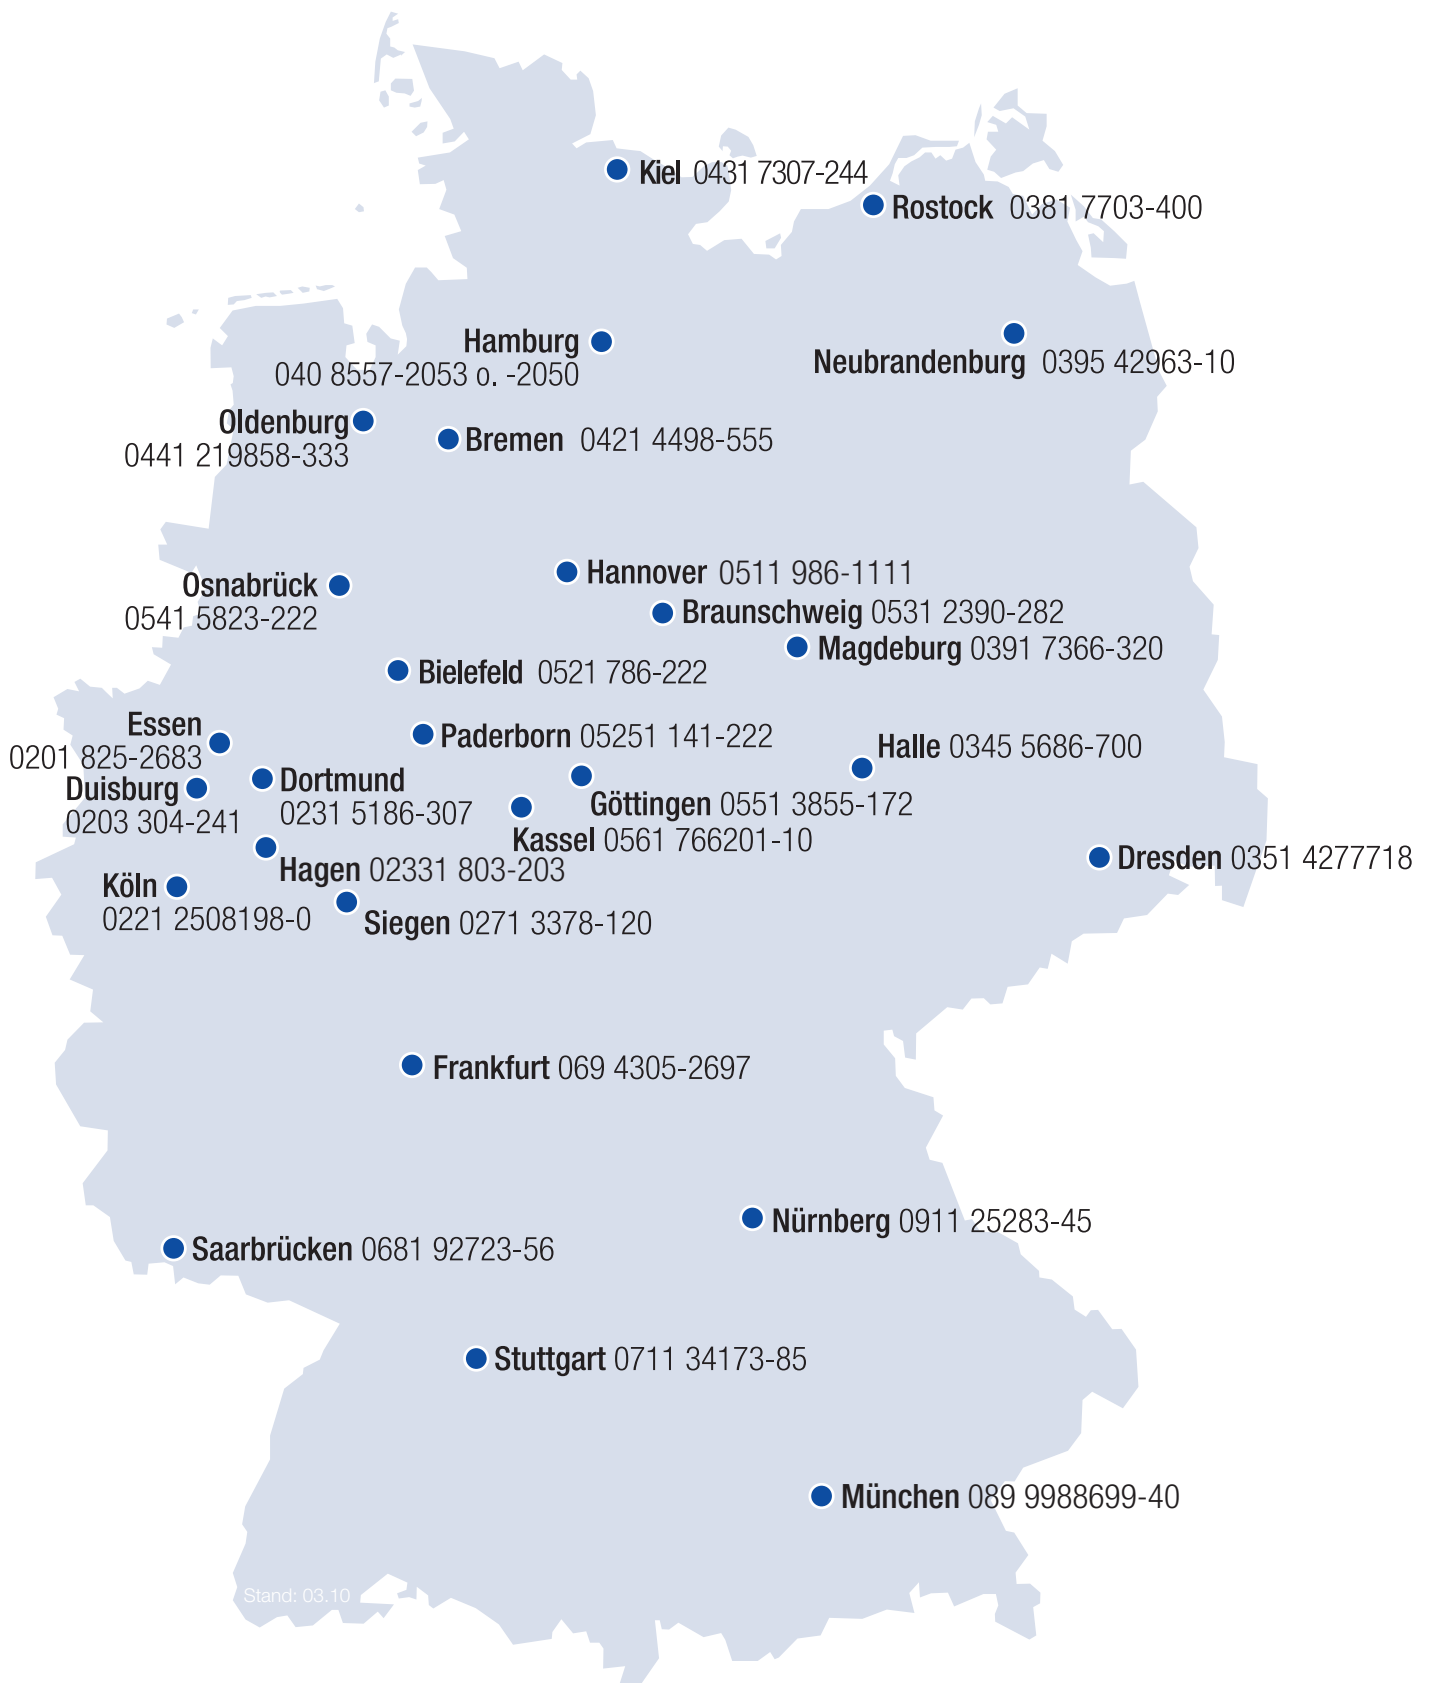 Kiel 0431 7307-244
Rostock 0381 7703-400
Hamburg
040 8557-2053 o. -2050
Neubrandenburg 0395 42963-10
Oldenburg
0441 219858-333
Bremen 0421 4498-555
Hannover 0511 986-1111
Osnabrück
0541 5823-222
Braunschweig 0531 2390-282
Magdeburg 0391 7366-320
Bielefeld 0521 786-222
Essen
0201 825-2683
Paderborn 05251 141-222
Halle 0345 5686-700
Duisburg
0203 304-241
Dortmund
0231 5186-307
Göttingen 0551 3855-172
Kassel 0561 766201-10
Hagen 02331 803-203
Dresden 0351 4277718
Köln
0221 2508198-0
Siegen 0271 3378-120
Frankfurt 069 4305-2697
Nürnberg 0911 25283-45
Saarbrücken 0681 92723-56
Stuttgart 0711 34173-85
München 089 9988699-40
Stand: 03.10